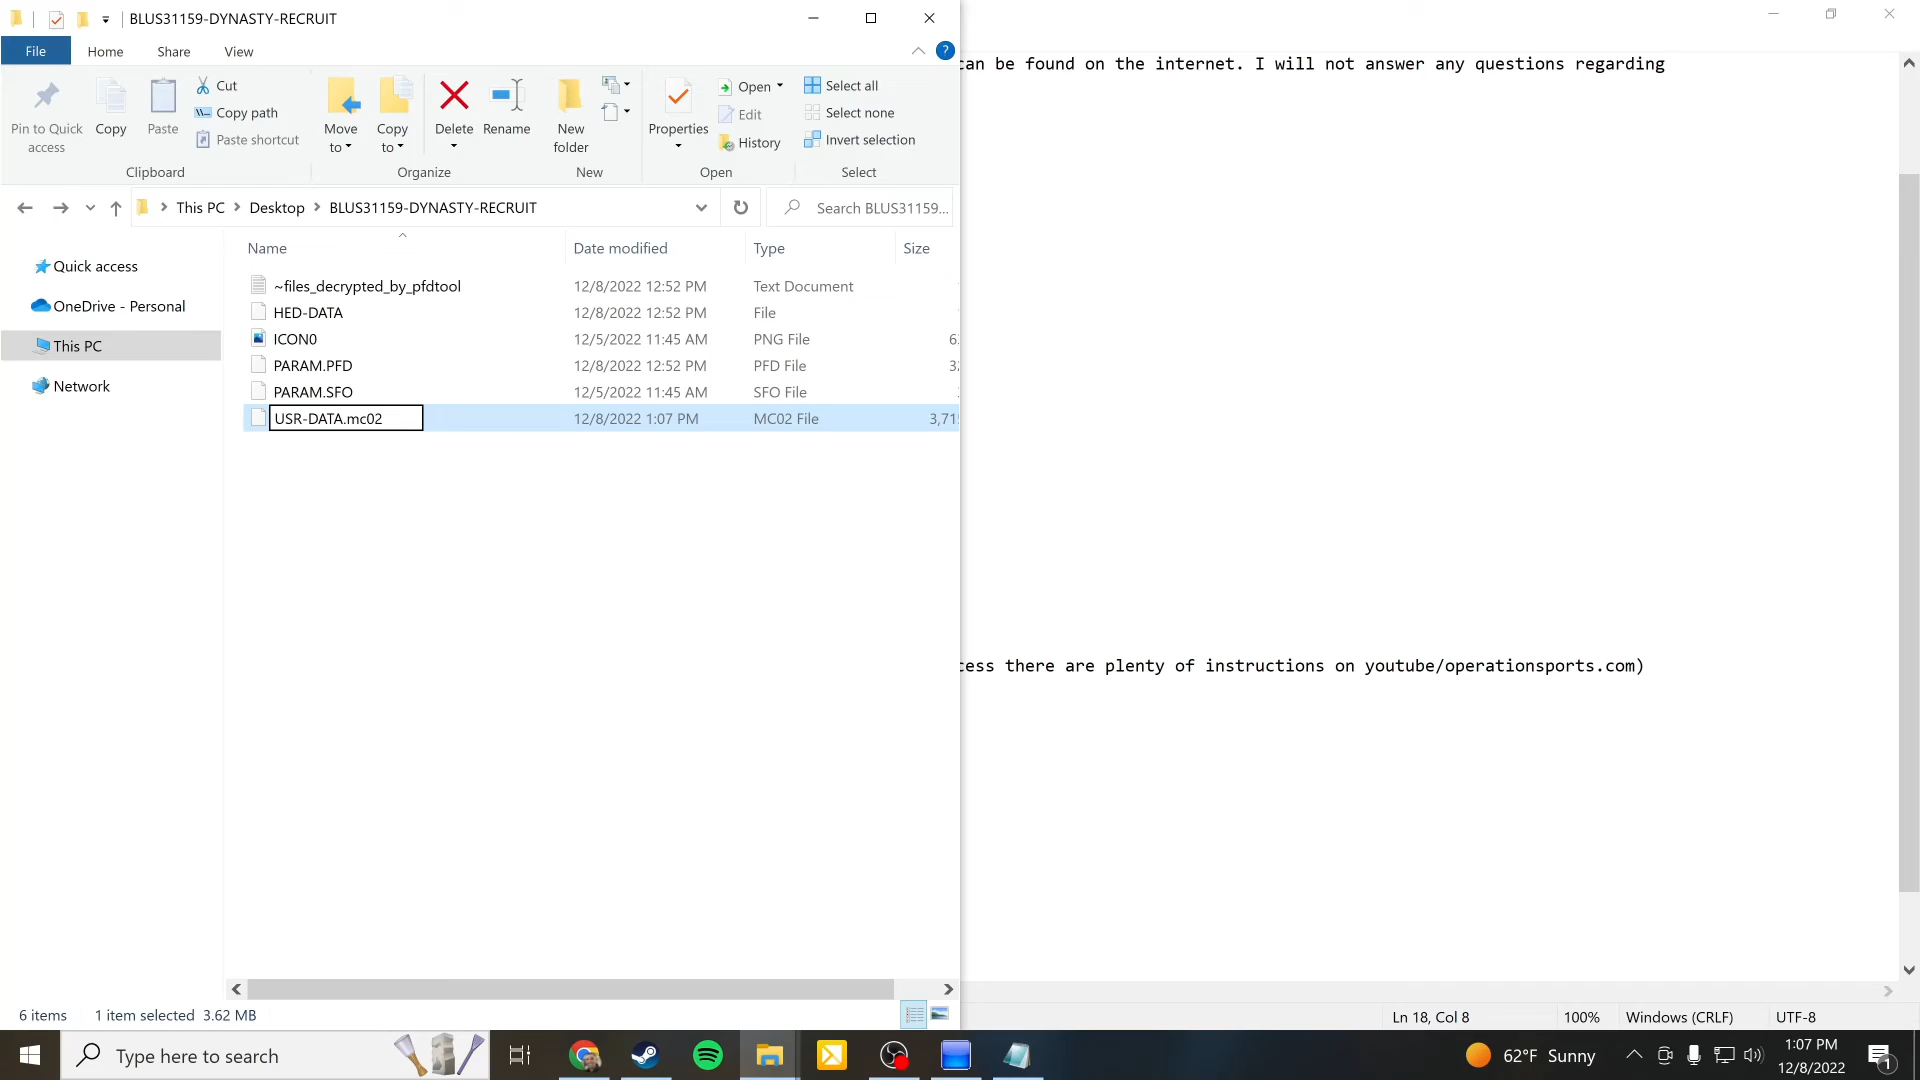 BLUS31159-DYNASTY-RECRUIT
File Home Share View
Pin to Quick access
Copy
Paste
Cut
Copy path
Paste shortcut
Clipboard
Move to
Copy to
Delete
Rename
Organize
New folder
New
Properties
Open
Edit
History
Open
Select all
Select none
Invert selection
Select
This PC Desktop BLUS31159-DYNASTY-RECRUIT
Search BLUS31159...
Quick access
OneDrive - Personal
This PC
Network
Name Date modified Type Size
~files_decrypted_by_pfdtool 12/8/2022 12:52 PM Text Document
HED-DATA 12/8/2022 12:52 PM File
ICON0 12/5/2022 11:45 AM PNG File
PARAM.PFD 12/8/2022 12:52 PM PFD File
PARAM.SFO 12/5/2022 11:45 AM SFO File
USR-DATA.mc02 12/8/2022 1:07 PM MC02 File 3,71
6 items 1 item selected 3.62 MB
can be found on the internet. I will not answer any questions regarding
cess there are plenty of instructions on youtube/operationsports.com)
Ln 18, Col 8 100% Windows (CRLF) UTF-8
Type here to search
62°F Sunny
1:07 PM
12/8/2022
1